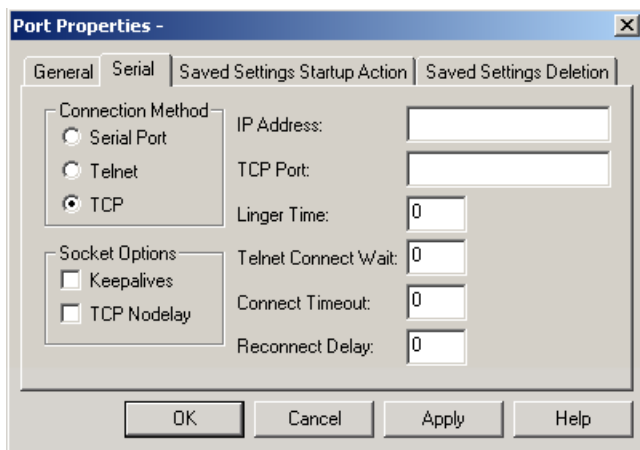 Port Properties -
General
Serial
Saved Settings Startup Action
Saved Settings Deletion
Connection Method
Serial Port
Telnet
TCP
Socket Options
Keepalives
TCP Nodelay
IP Address:
TCP Port:
Linger Time:
0
Telnet Connect Wait:
0
Connect Timeout:
0
Reconnect Delay:
0
OK
Cancel
Apply
Help